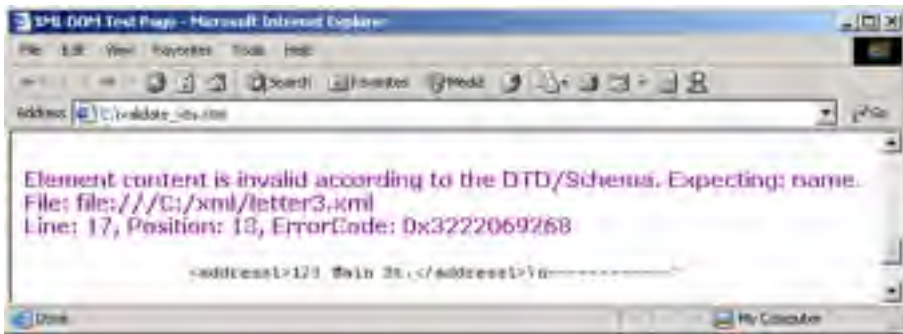 XML DOM Test Page - Microsoft Internet Explorer
File Edit View Favorites Tools Help
Search Favorites Media
Address Go
Element content is invalid according to the DTD/Schema. Expecting: name.
File: file:///C:/xml/letter3.xml
Line: 17, Position: 13, ErrorCode: 0x3222069268
<address1>123 Main St.</address1>\n------------^
Done My Computer